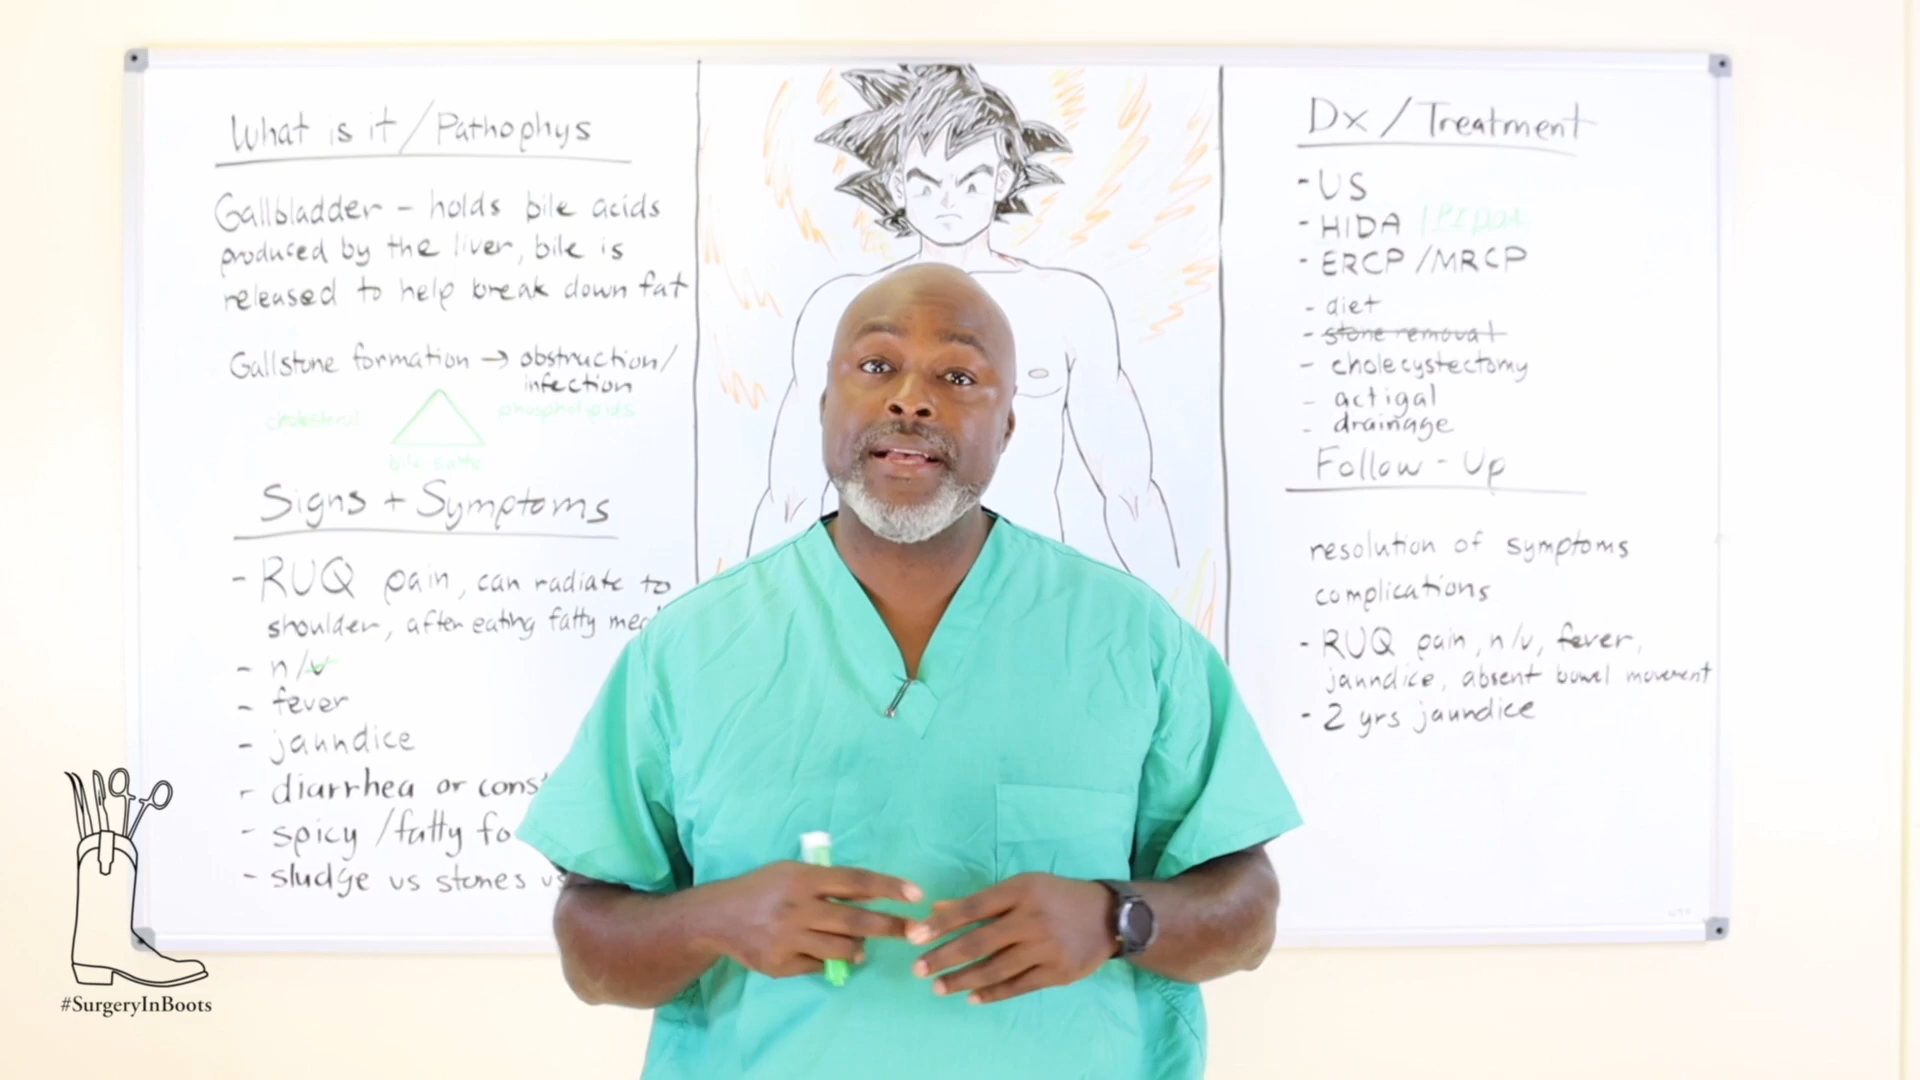 What is it / Pathophys
Gallbladder - holds bile acids
produced by the liver, bile is
released to help break down fat
Gallstone formation → obstruction/
infection
cholesteral
phospholipids
bile salts
Signs + Symptoms
- RUQ pain, can radiate to
shoulder, after eating fatty mea
- n/v
- fever
- jaundice
- diarrhea or cons
- spicy / fatty fo
- sludge vs stones vs
Dx / Treatment
- US
- HIDA
- ERCP / MRCP
- diet
- stone removal
- cholecystectomy
- actigal
- drainage
Follow - Up
resolution of symptoms
complications
- RUQ pain, n/v, fever,
janndice, absent bowel movement
- 2 yrs jaundice
#SurgeryInBoots